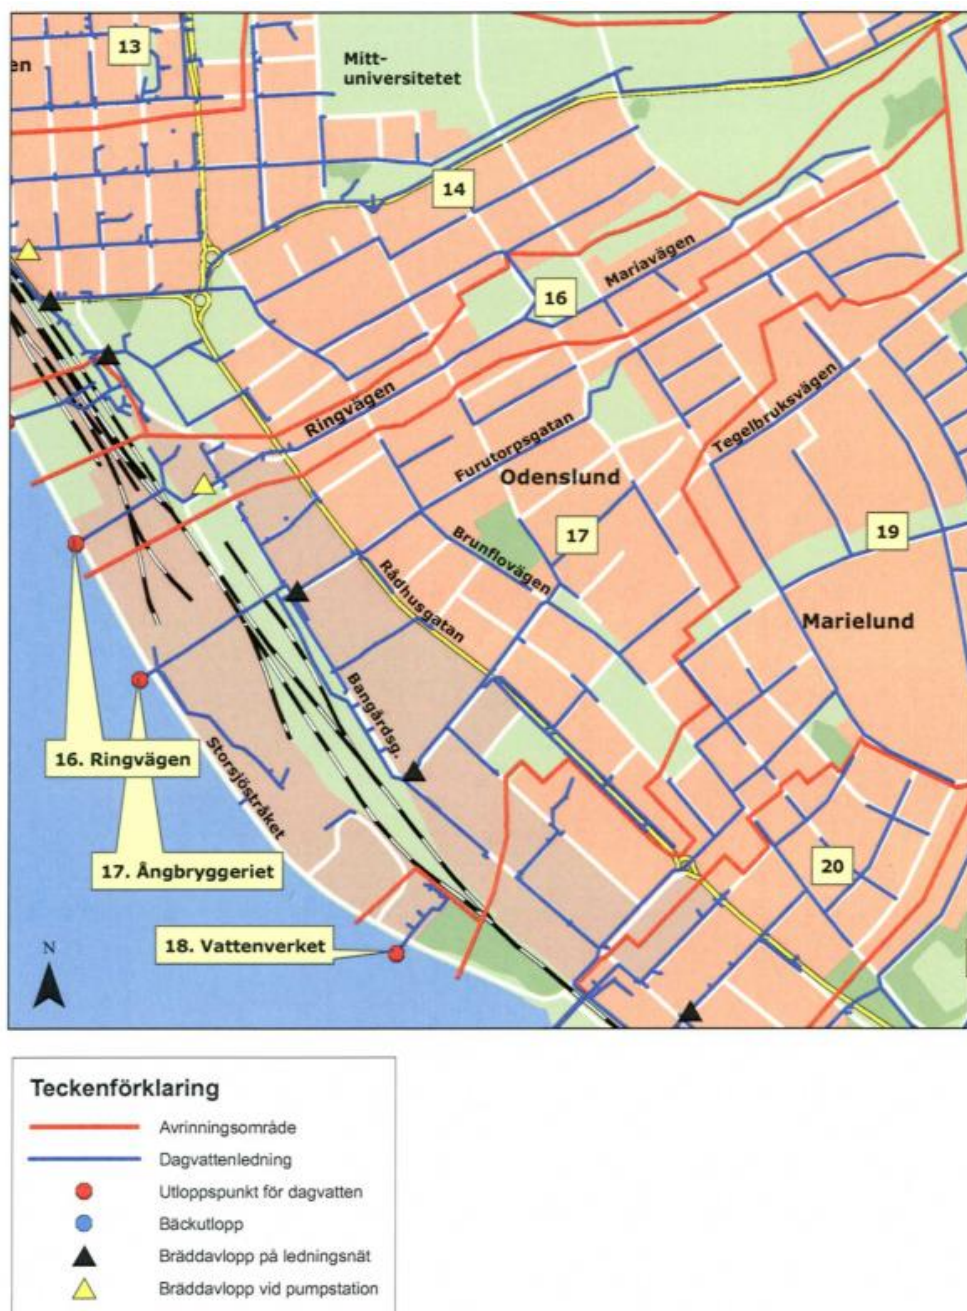 13
en
Mitt-
universitetet
14
16
Mariavägen
Ringvägen
Furutorpsgatan
Tegelbruksvägen
Odenslund
17
19
Brunflovägen
Rådhusgatan
Marielund
Bangårdsg.
16. Ringvägen
Storsjöstråket
17. Ångbryggeriet
20
18. Vattenverket
N
Teckenförklaring
Avrinningsområde
Dagvattenledning
Utloppspunkt för dagvatten
Bäckutlopp
Bräddavlopp på ledningsnät
Bräddavlopp vid pumpstation